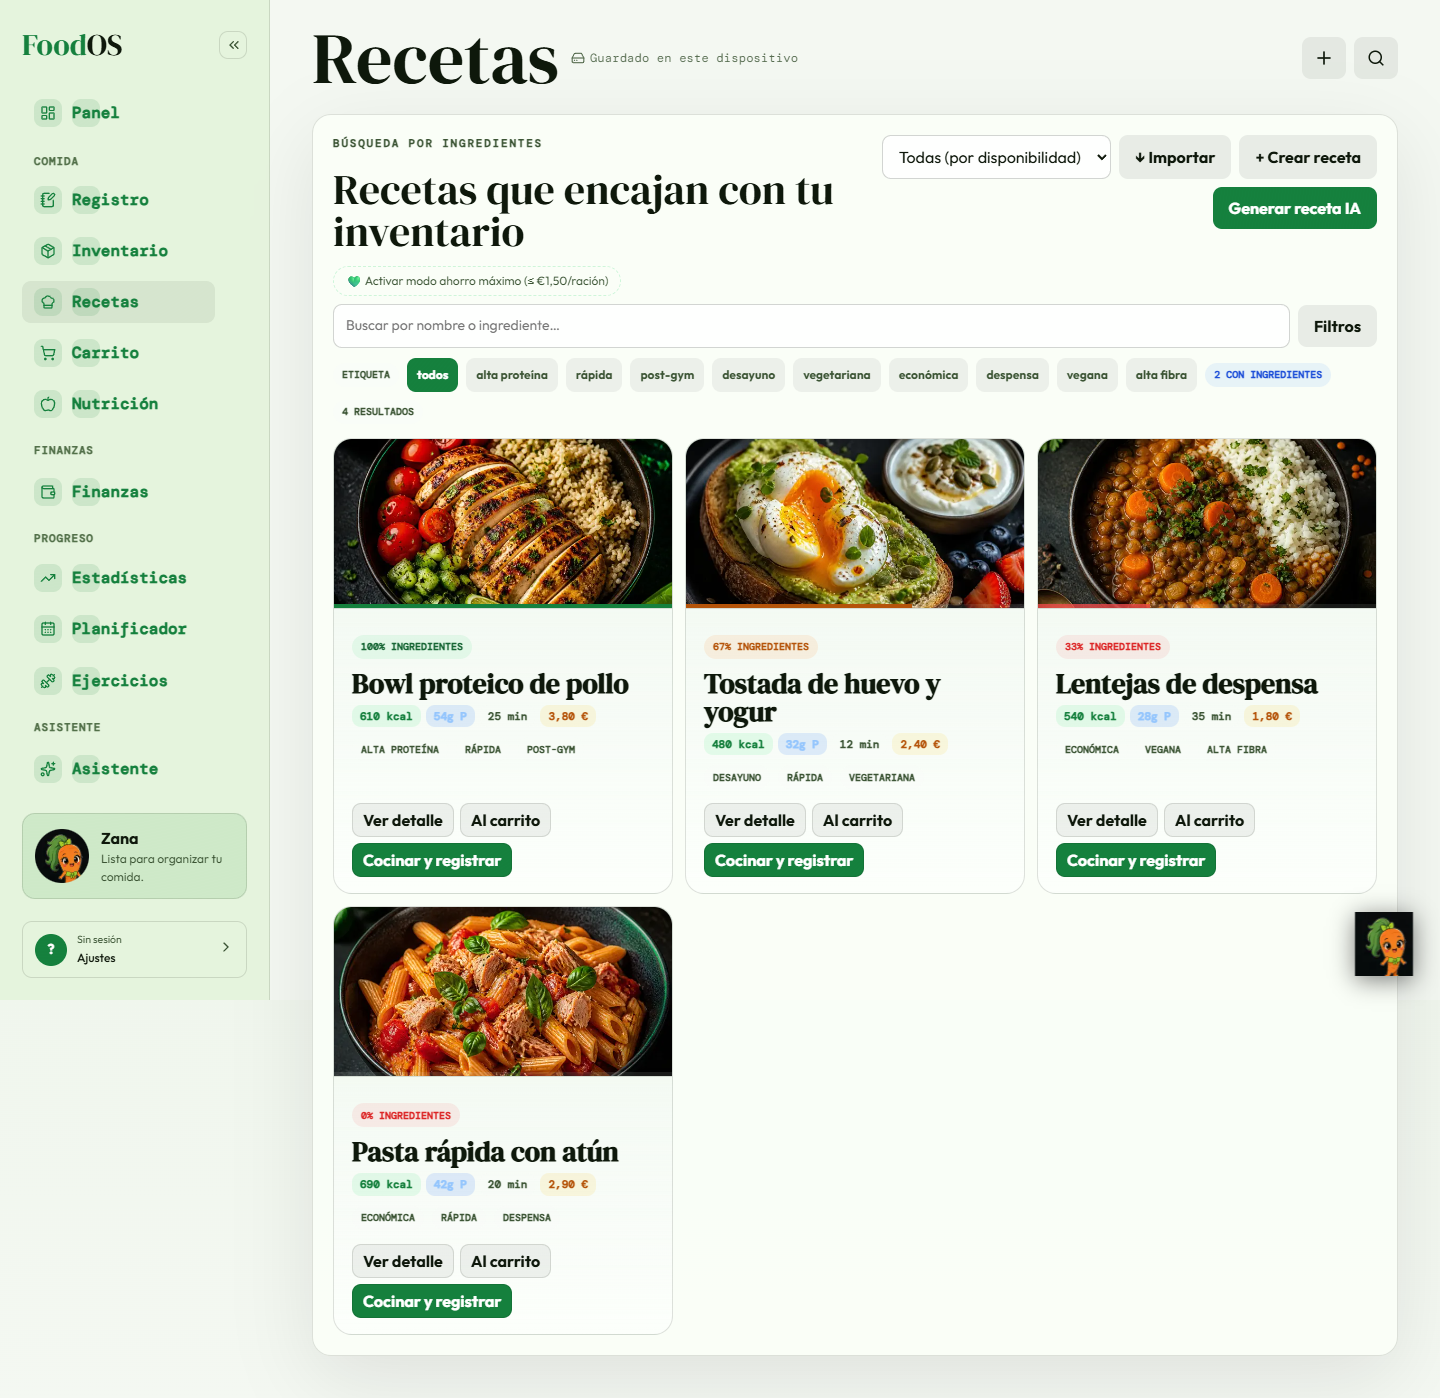 FoodOS
Panel
COMIDA
Registro
Inventario
Recetas
Carrito
Nutrición
FINANZAS
Finanzas
PROGRESO
Estadísticas
Planificador
Ejercicios
ASISTENTE
Asistente
Zana
Lista para organizar tu
comida.
?
Sin sesión
Ajustes
Recetas
Guardado en este dispositivo
BÚSQUEDA POR INGREDIENTES
Recetas que encajan con tu
inventario
Todas (por disponibilidad)
↓ Importar
+ Crear receta
Generar receta IA
💚 Activar modo ahorro máximo (≤ €1,50/ración)
Buscar por nombre o ingrediente...
Filtros
ETIQUETA todos alta proteína rápida post-gym desayuno vegetariana económica despensa vegana alta fibra 2 CON INGREDIENTES
4 RESULTADOS
100% INGREDIENTES
Bowl proteico de pollo
610 kcal 54g P 25 min 3,80 €
ALTA PROTEÍNA RÁPIDA POST-GYM
Ver detalle Al carrito
Cocinar y registrar
67% INGREDIENTES
Tostada de huevo y
yogur
480 kcal 32g P 12 min 2,40 €
DESAYUNO RÁPIDA VEGETARIANA
Ver detalle Al carrito
Cocinar y registrar
33% INGREDIENTES
Lentejas de despensa
540 kcal 28g P 35 min 1,80 €
ECONÓMICA VEGANA ALTA FIBRA
Ver detalle Al carrito
Cocinar y registrar
0% INGREDIENTES
Pasta rápida con atún
690 kcal 42g P 20 min 2,90 €
ECONÓMICA RÁPIDA DESPENSA
Ver detalle Al carrito
Cocinar y registrar